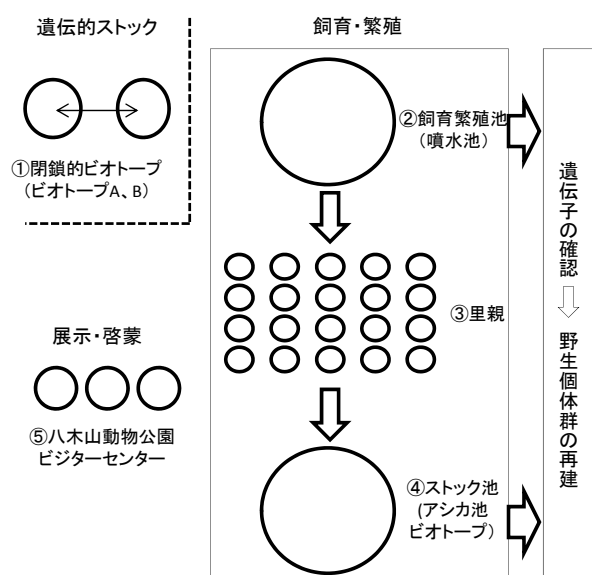 遺伝的ストック
①閉鎖的ビオトープ
（ビオトープA、B）
飼育・繁殖
②飼育繁殖池
（噴水池）
③里親
④ストック池
(アシカ池
ビオトープ）
展示・啓蒙
⑤八木山動物公園
ビジターセンター
遺伝子の確認
野生個体群の再建